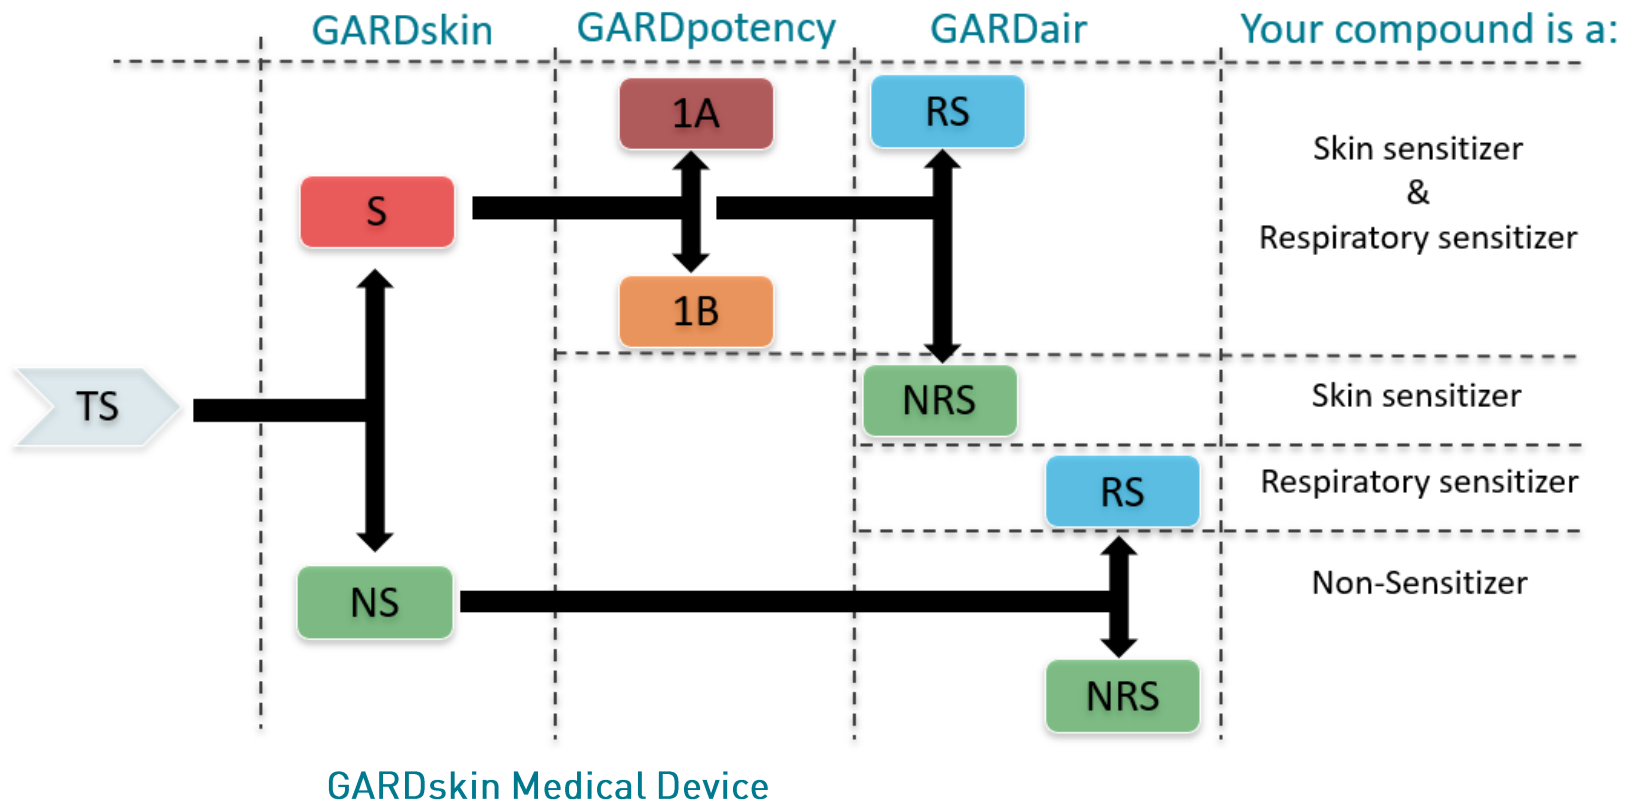 GARDskin
GARDpotency
GARDair
Your compound is a:
1A
RS
Skin sensitizer
&
Respiratory sensitizer
S
1B
TS
NRS
Skin sensitizer
RS
Respiratory sensitizer
NS
Non-Sensitizer
NRS
GARDskin Medical Device